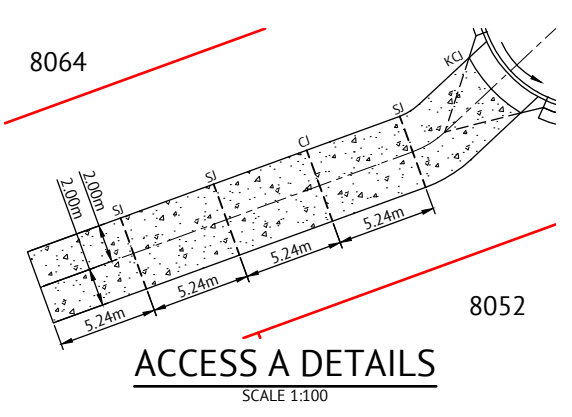 8064
KCJ
SJ
CJ
SJ
SJ
2.00m
2.00m
5.24m
5.24m
5.24m
5.24m
8052
ACCESS A DETAILS
SCALE 1:100